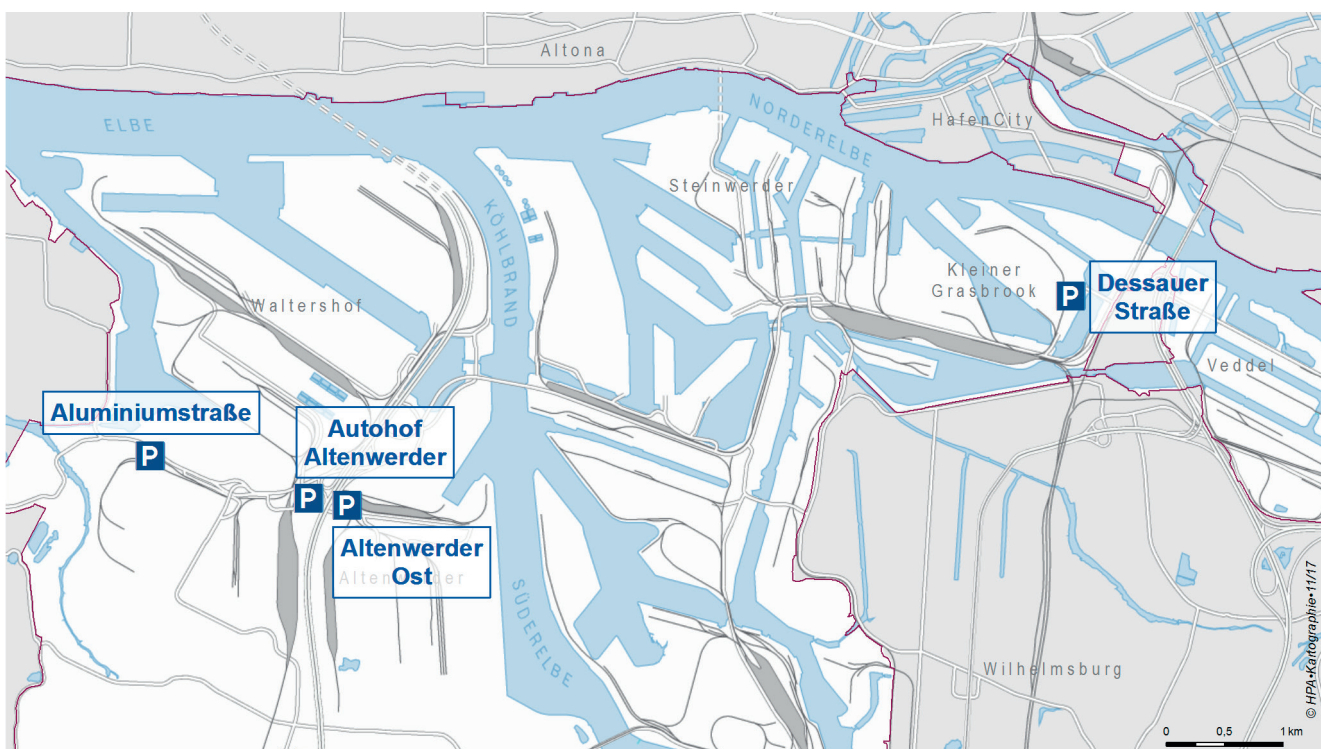 Altona
ELBE
NORDERELBE
HafenCity
Steinwerder
KÖHLBRAND
Kleiner
Grasbrook
P
Dessauer
Straße
Waltershof
Veddel
Aluminiumstraße
P
Autohof
Altenwerder
P
P
Altenwerder
Ost
Altenwerder
SÜDERELBE
Wilhelmsburg
© HPA•Kartographie•11/17
0 0,5 1 km